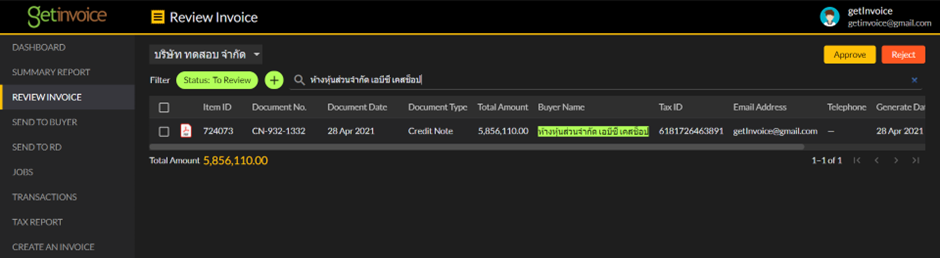 getinvoice
Review Invoice
getInvoice
getinvoice@gmail.com
DASHBOARD
SUMMARY REPORT
REVIEW INVOICE
SEND TO BUYER
SEND TO RD
JOBS
TRANSACTIONS
TAX REPORT
CREATE AN INVOICE
บริษัท ทดสอบ จำกัด
Approve
Reject
Filter
Status: To Review
ห้างหุ้นส่วนจำกัด เอบีซี เคสช็อป
Item ID Document No. Document Date Document Type Total Amount Buyer Name Tax ID Email Address Telephone Generate Dat
724073 CN-932-1332 28 Apr 2021 Credit Note 5,856,110.00 ห้างหุ้นส่วนจำกัด เอบีซี เคสช็อป 6181726463891 getInvoice@gmail.com — 28 Apr 2021
Total Amount 5,856,110.00
1–1 of 1